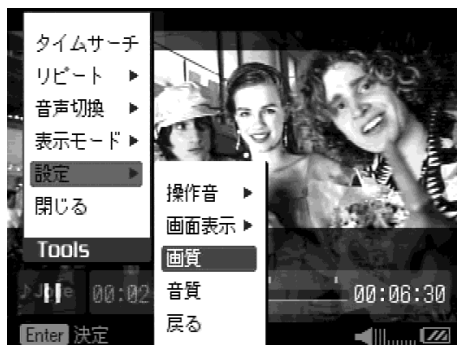 タイムサーチ
リピート
音声切換
表示モード
設定
閉じる
Tools
操作音
画面表示
画質
音質
戻る
00:02
00:06:30
Enter 決定